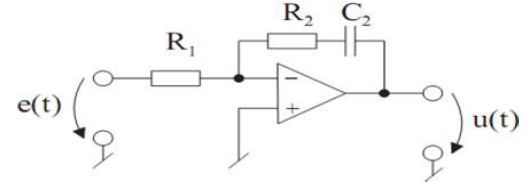 R₂ C₂
R₁
−
+
e(t)
u(t)